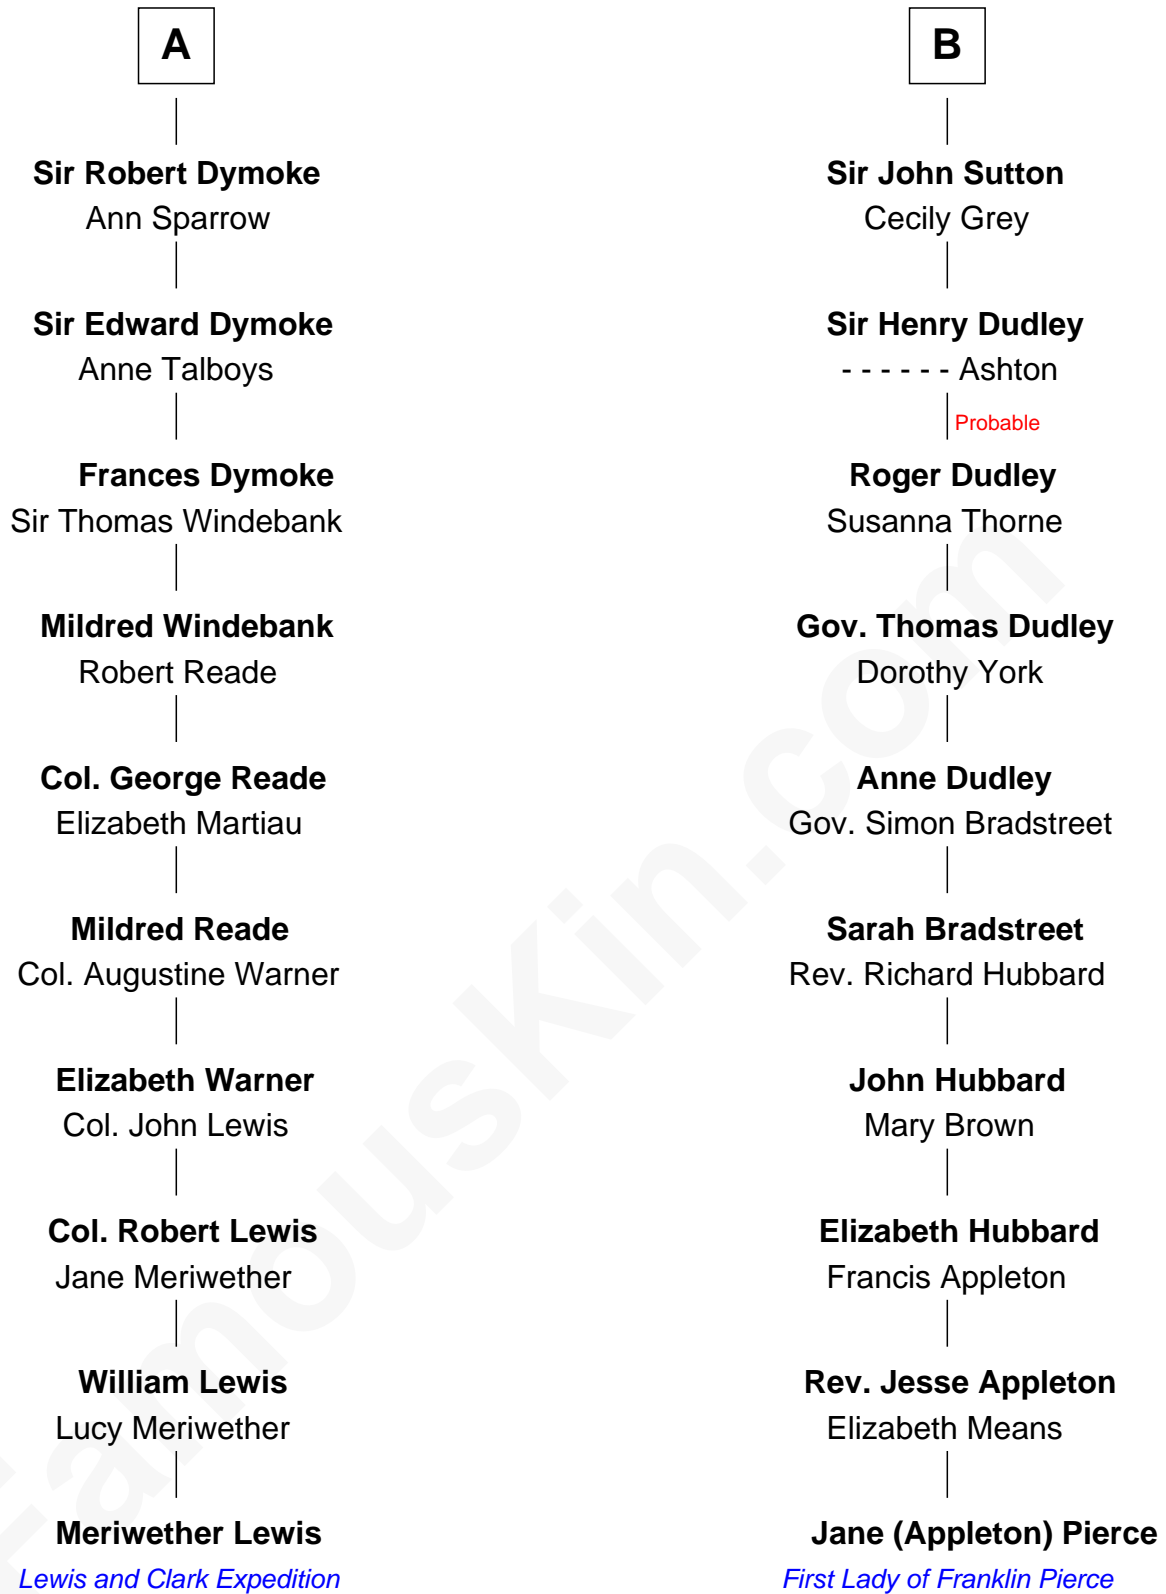 A
Sir Robert Dymoke
Ann Sparrow
Sir Edward Dymoke
Anne Talboys
Frances Dymoke
Sir Thomas Windebank
Mildred Windebank
Robert Reade
Col. George Reade
Elizabeth Martiau
Mildred Reade
Col. Augustine Warner
Elizabeth Warner
Col. John Lewis
Col. Robert Lewis
Jane Meriwether
William Lewis
Lucy Meriwether
Meriwether Lewis
Lewis and Clark Expedition
B
Sir John Sutton
Cecily Grey
Sir Henry Dudley
- - - - - - Ashton
Probable
Roger Dudley
Susanna Thorne
Gov. Thomas Dudley
Dorothy York
Anne Dudley
Gov. Simon Bradstreet
Sarah Bradstreet
Rev. Richard Hubbard
John Hubbard
Mary Brown
Elizabeth Hubbard
Francis Appleton
Rev. Jesse Appleton
Elizabeth Means
Jane (Appleton) Pierce
First Lady of Franklin Pierce
FamousKin.com